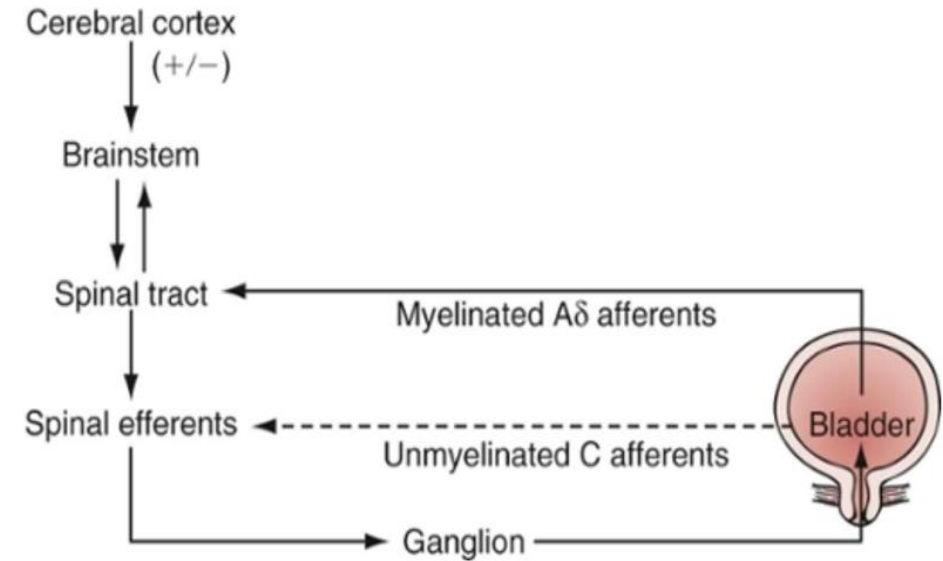 Cerebral cortex
(+/−)
Brainstem
Spinal tract
Myelinated Aδ afferents
Spinal efferents
Bladder
Unmyelinated C afferents
Ganglion